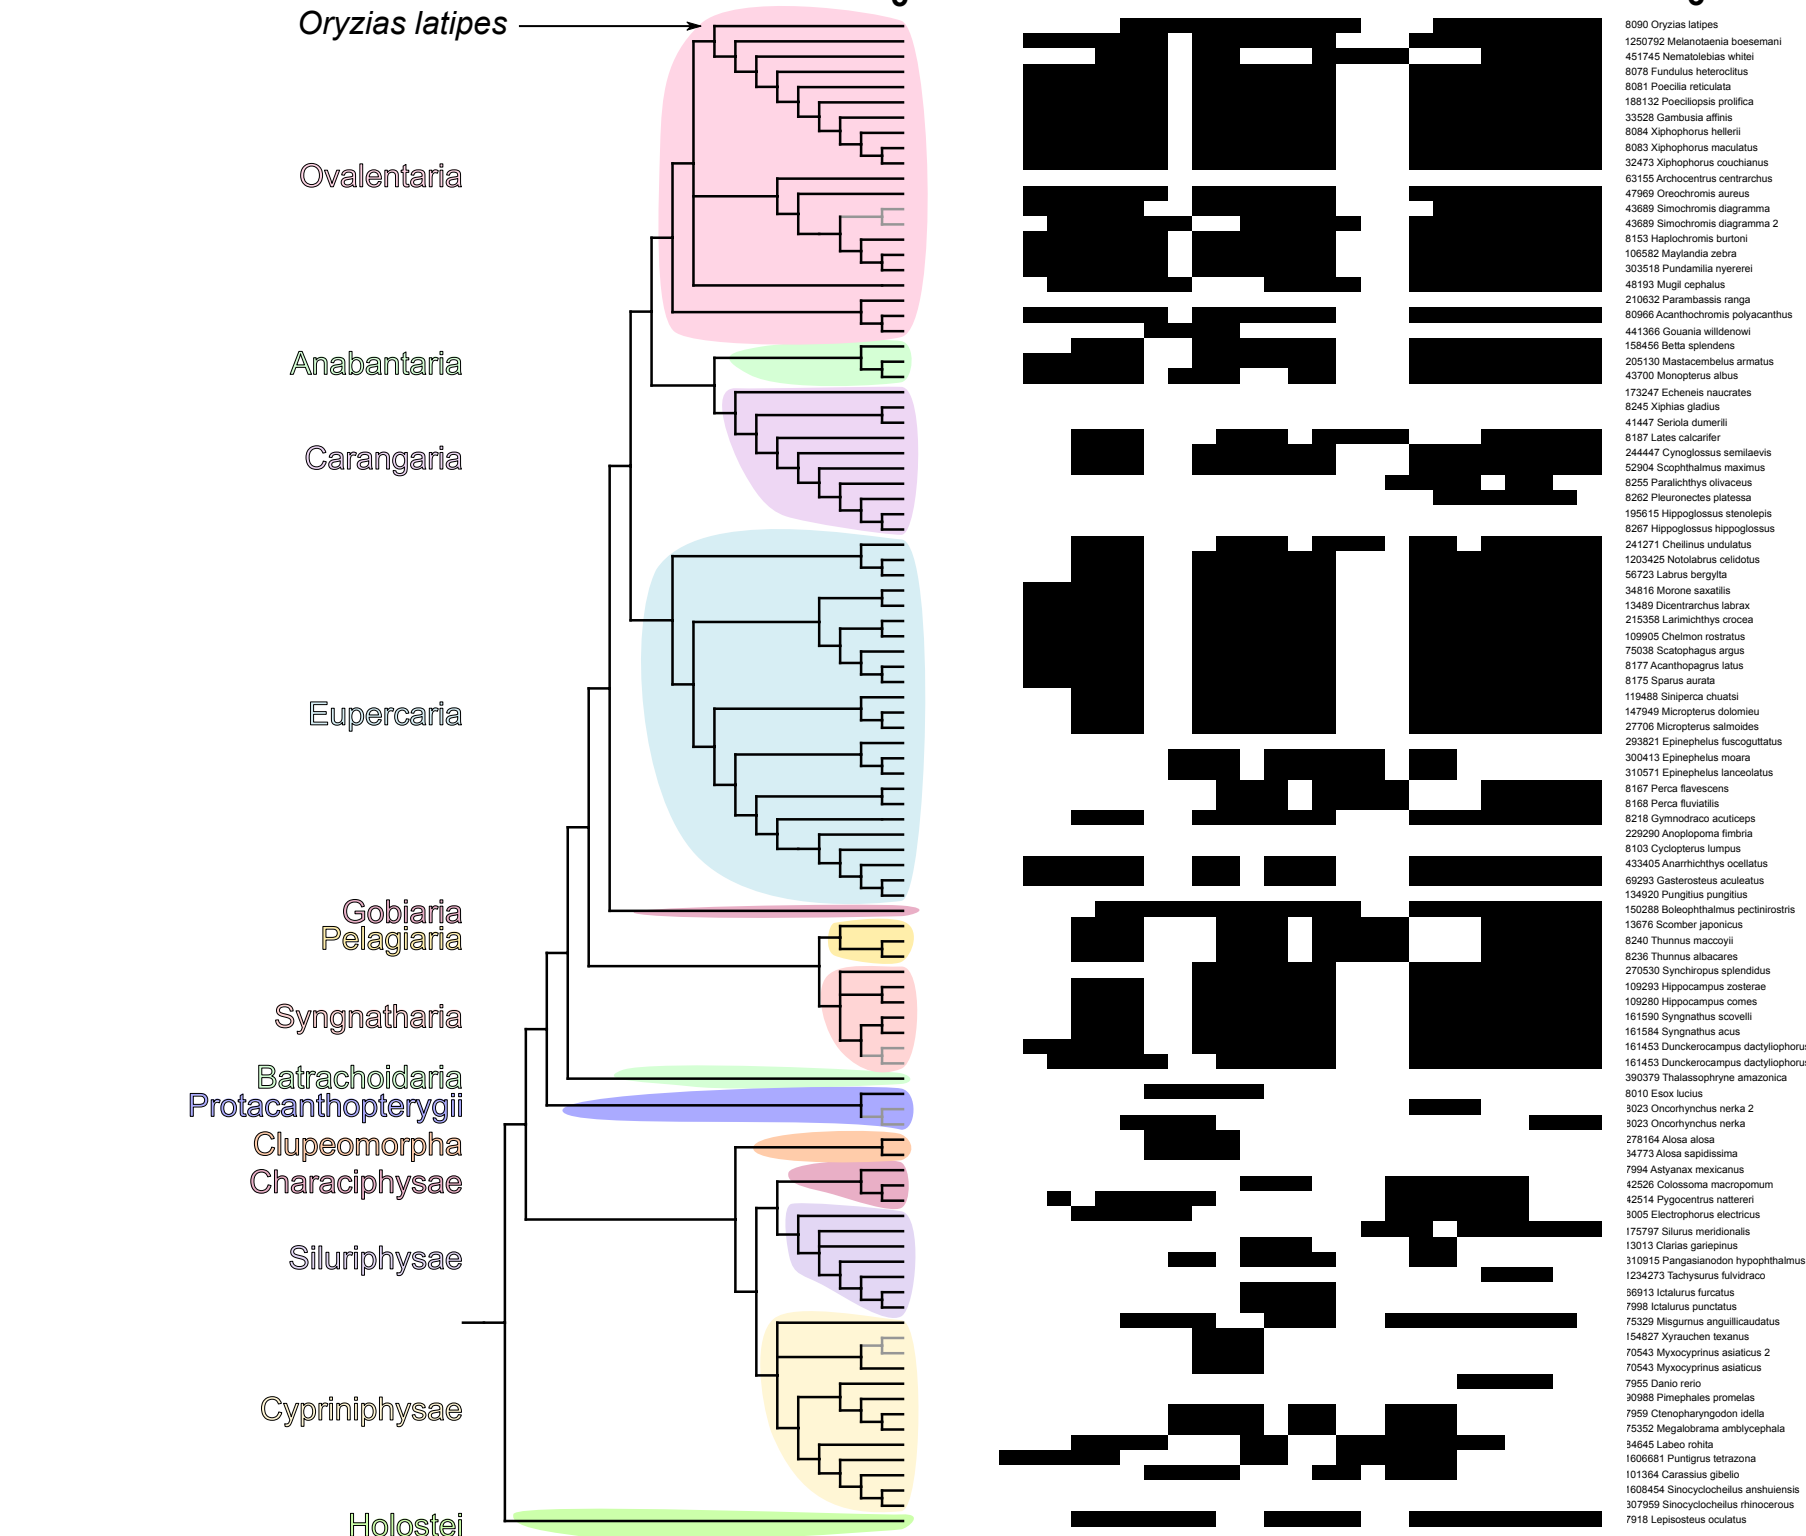 Oryzias latipes
Ovalentaria
Anabantaria
Carangaria
Eupercaria
Gobiaria
Pelagiaria
Syngnatharia
Batrachoidaria
Protacanthopterygii
Clupeomorpha
Characiphysae
Siluriphysae
Cypriniphysae
Holostei
8090 Oryzias latipes
1250792 Melanotaenia boesemani
451745 Nematolebias whitei
8078 Fundulus heteroclitus
8081 Poecilia reticulata
188132 Poeciliopsis prolifica
33528 Gambusia affinis
8084 Xiphophorus hellerii
8083 Xiphophorus maculatus
32473 Xiphophorus couchianus
63155 Archocentrus centrarchus
47969 Oreochromis aureus
43689 Simochromis diagramma
43689 Simochromis diagramma 2
8153 Haplochromis burtoni
106582 Maylandia zebra
303518 Pundamilia nyererei
48193 Mugil cephalus
210632 Parambassis ranga
80966 Acanthochromis polyacanthus
441366 Gouania willdenowi
158456 Betta splendens
205130 Mastacembelus armatus
43700 Monopterus albus
173247 Echeneis naucrates
8245 Xiphias gladius
41447 Seriola dumerili
8187 Lates calcarifer
244447 Cynoglossus semilaevis
52904 Scophthalmus maximus
8255 Paralichthys olivaceus
8262 Pleuronectes platessa
195615 Hippoglossus stenolepis
8267 Hippoglossus hippoglossus
241271 Cheilinus undulatus
1203425 Notolabrus celidotus
56723 Labrus bergylta
34816 Morone saxatilis
13489 Dicentrarchus labrax
215358 Larimichthys crocea
109905 Chelmon rostratus
75038 Scatophagus argus
8177 Acanthopagrus latus
8175 Sparus aurata
119488 Siniperca chuatsi
147949 Micropterus dolomieu
27706 Micropterus salmoides
293821 Epinephelus fuscoguttatus
300413 Epinephelus moara
310571 Epinephelus lanceolatus
8167 Perca flavescens
8168 Perca fluviatilis
8218 Gymnodraco acuticeps
229290 Anoplopoma fimbria
8103 Cyclopterus lumpus
433405 Anarrhichthys ocellatus
69293 Gasterosteus aculeatus
134920 Pungitius pungitius
150288 Boleophthalmus pectinirostris
13676 Scomber japonicus
8240 Thunnus maccoyii
8236 Thunnus albacares
270530 Synchiropus splendidus
109293 Hippocampus zosterae
109280 Hippocampus comes
161590 Syngnathus scovelli
161584 Syngnathus acus
161453 Dunckerocampus dactyliophorus
161453 Dunckerocampus dactyliophorus
390379 Thalassophryne amazonica
8010 Esox lucius
8023 Oncorhynchus nerka 2
8023 Oncorhynchus nerka
278164 Alosa alosa
34773 Alosa sapidissima
7994 Astyanax mexicanus
42526 Colossoma macropomum
42514 Pygocentrus nattereri
8005 Electrophorus electricus
175797 Silurus meridionalis
13013 Clarias gariepinus
310915 Pangasianodon hypophthalmus
1234273 Tachysurus fulvidraco
66913 Ictalurus furcatus
7998 Ictalurus punctatus
75329 Misgurnus anguillicaudatus
154827 Xyrauchen texanus
70543 Myxocyprinus asiaticus 2
70543 Myxocyprinus asiaticus
7955 Danio rerio
90988 Pimephales promelas
7959 Ctenopharyngodon idella
75352 Megalobrama amblycephala
84645 Labeo rohita
1606681 Puntigrus tetrazona
101364 Carassius gibelio
1608454 Sinocyclocheilus anshuiensis
307959 Sinocyclocheilus rhinocerous
7918 Lepisosteus oculatus